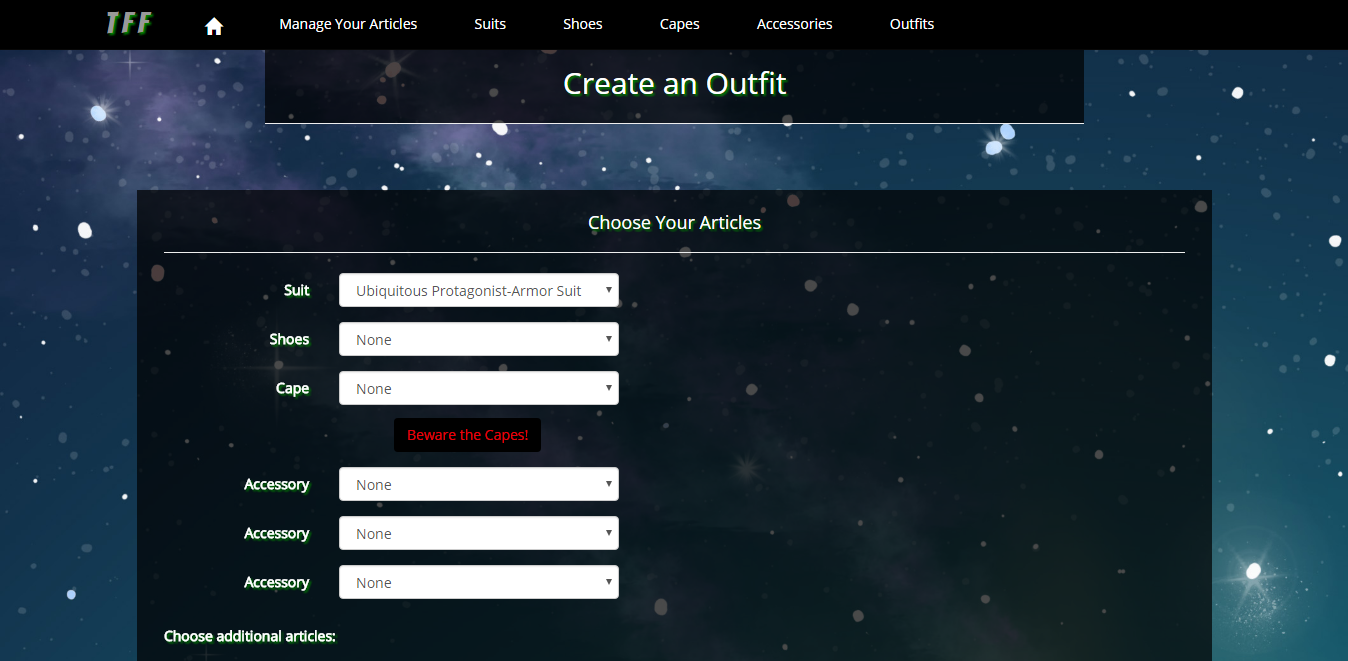 TFF Manage Your Articles Suits Shoes Capes Accessories Outfits
Create an Outfit
Choose Your Articles
Suit Ubiquitous Protagonist-Armor Suit
Shoes None
Cape None
Beware the Capes!
Accessory None
Accessory None
Accessory None
Choose additional articles: